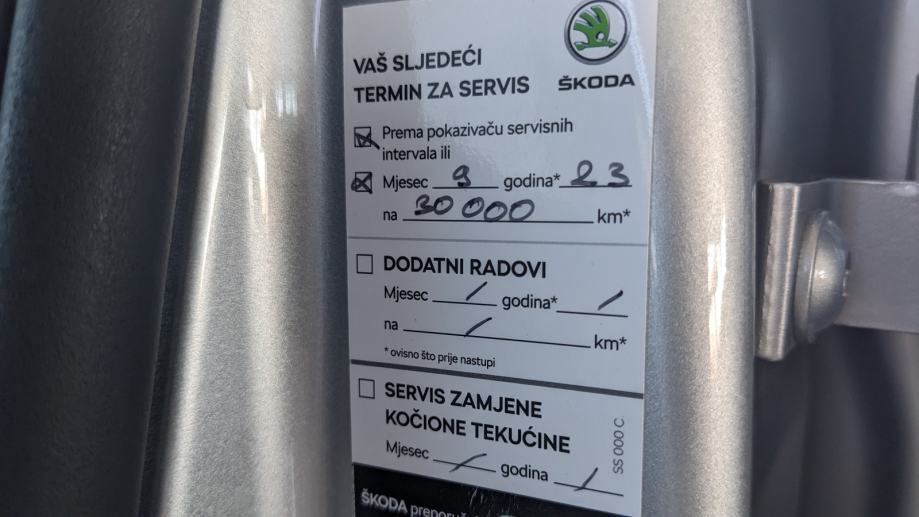 VAŠ SLJEDEĆI
TERMIN ZA SERVIS
ŠKODA
Prema pokazivaču servisnih
intervala ili
Mjesec 9 godina* 23
na 30 000 km*
DODATNI RADOVI
Mjesec / godina* /
na / km*
* ovisno što prije nastupi
SERVIS ZAMJENE
KOČIONE TEKUĆINE
Mjesec / godina /
SS 000 C
ŠKODA